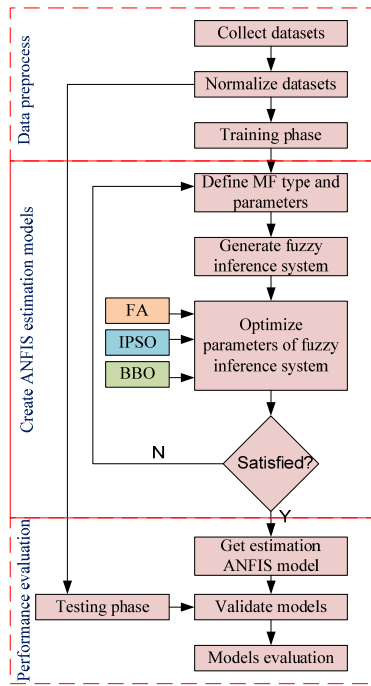 Data preprocess
Collect datasets
Normalize datasets
Training phase
Create ANFIS estimation models
Define MF type and
parameters
Generate fuzzy
inference system
FA
IPSO
BBO
Optimize
parameters of fuzzy
inference system
N
Satisfied?
Y
Performance evaluation
Get estimation
ANFIS model
Testing phase
Validate models
Models evaluation